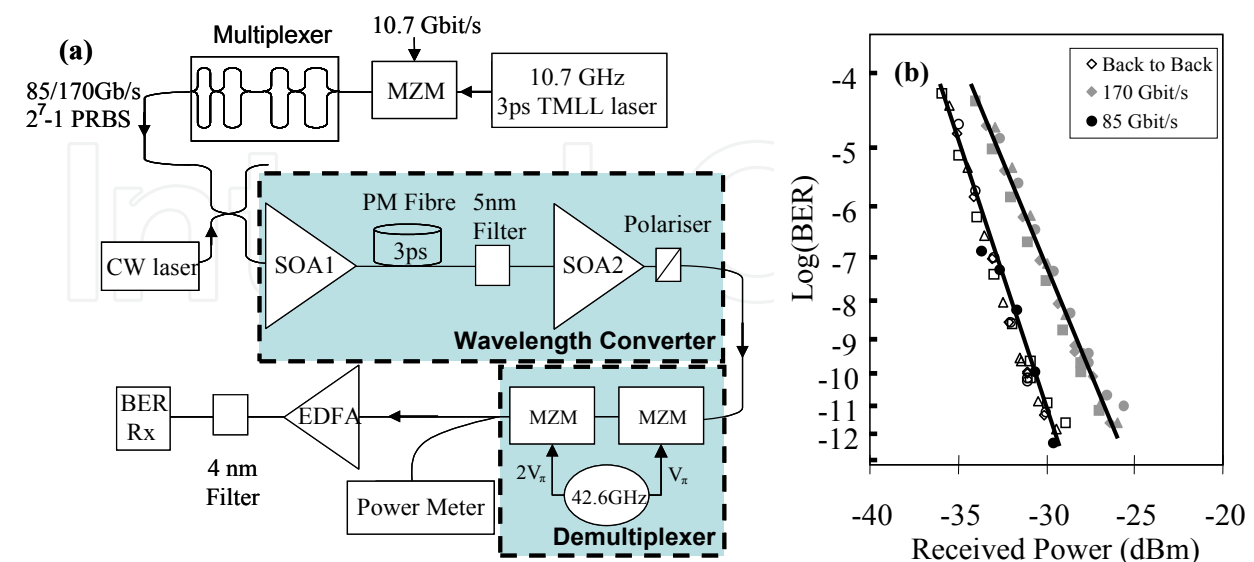 (a)
Multiplexer
10.7 Gbit/s
MZM
10.7 GHz
3ps TMLL laser
85/170Gb/s
2⁷-1 PRBS
CW laser
SOA1
PM Fibre
3ps
5nm
Filter
SOA2
Polariser
Wavelength Converter
BER
Rx
4 nm
Filter
EDFA
Power Meter
MZM
MZM
2Vπ
Vπ
42.6GHz
Demultiplexer
(b)
Back to Back
170 Gbit/s
85 Gbit/s
Log(BER)
-4
-5
-6
-7
-8
-9
-10
-11
-12
-40
-35
-30
-25
-20
Received Power (dBm)